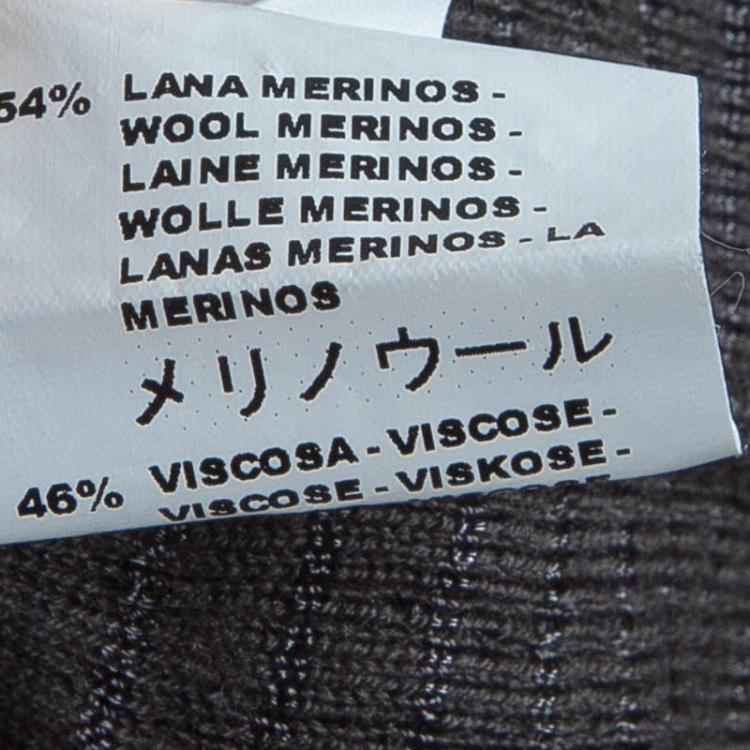 54% LANA MERINOS -
WOOL MERINOS -
LAINE MERINOS -
WOLLE MERINOS -
LANAS MERINOS - LA
MERINOS
メリノウール
46% VISCOSA - VISCOSE -
VISCOSE - VISKOSE -